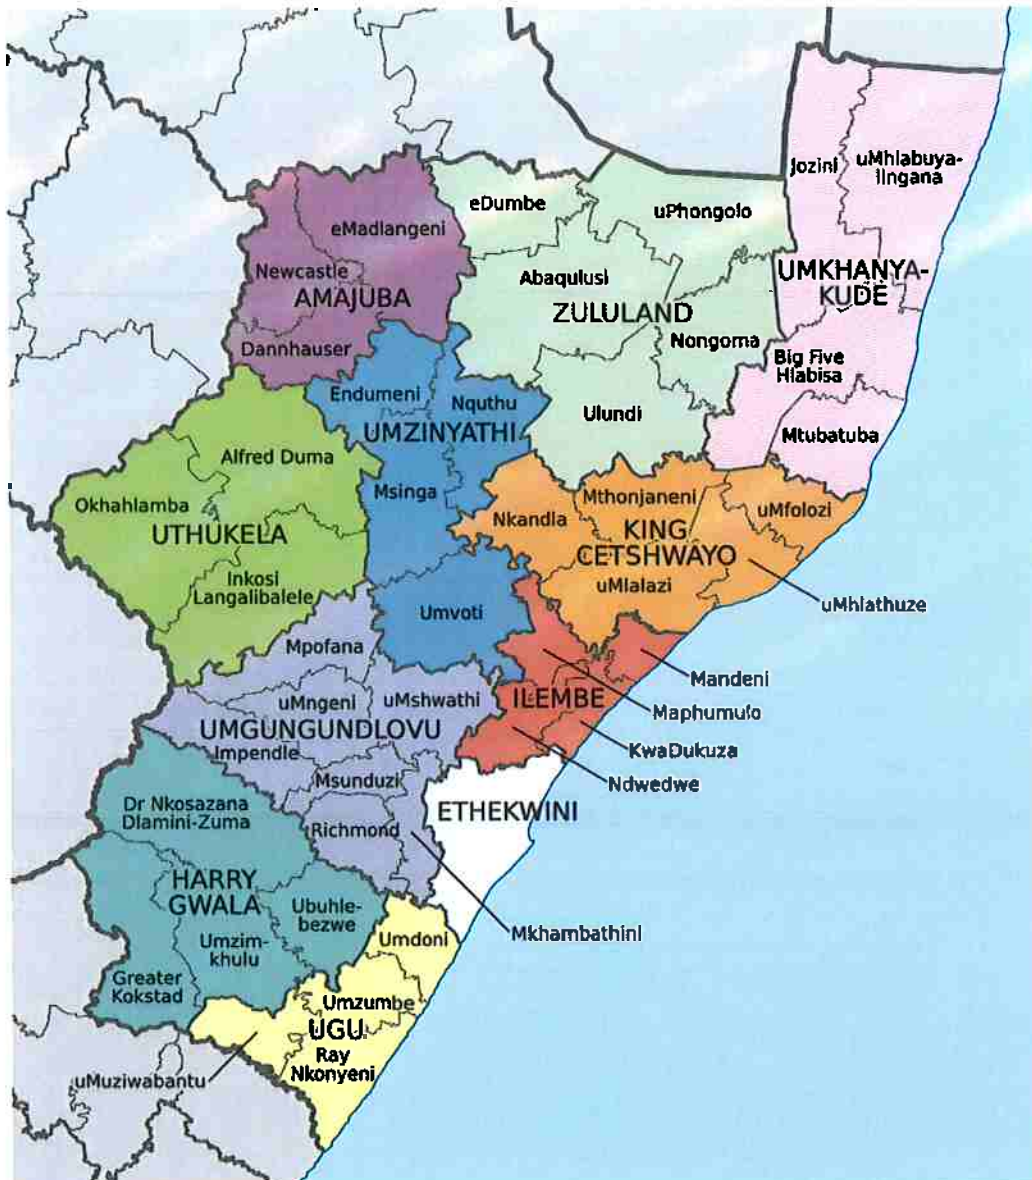 Jozini
uMhlabuya-
lingana
eDumbe
uPhongolo
eMadlangeni
Newcastle
AMAJUBA
Dannhauser
Abaqulusi
ZULULAND
Nongoma
UMKHANYA-
KUDE
Big Five
Hlabisa
Mtubatuba
Ulundi
Endumeni
Nquthu
UMZINYATHI
Msinga
Umvoti
Alfred Duma
Okhahlamba
UTHUKELA
Inkosi
Langalibalele
Mthonjaneni
Nkandla
KING
CETSHWAYO
uMfolozi
uMlalazi
uMhlathuze
Mpofana
uMngeni
uMshwathi
UMGUNGUNDLOVU
Impendle
Msunduzi
Richmond
ILEMBE
Mandeni
Maphumulo
KwaDukuza
Ndwedwe
ETHEKWINI
Dr Nkosazana
Dlamini-Zuma
HARRY
GWALA
Ubuhle-
bezwe
Umzim-
khulu
Greater
Kokstad
Mkhambathini
Umdoni
Umzumbe
UGU
Ray
Nkonyeni
uMuziwabantu